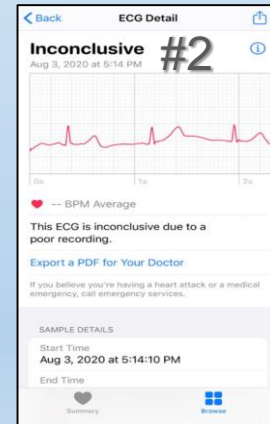 Back
ECG Detail
Inconclusive
#2
Aug 3, 2020 at 5:14 PM
0s
1s
2s
-- BPM Average
This ECG is inconclusive due to a
poor recording.
Export a PDF for Your Doctor
If you believe you're having a heart attack or a medical
emergency, call emergency services.
SAMPLE DETAILS
Start Time
Aug 3, 2020 at 5:14:10 PM
End Time
Summary
Browse